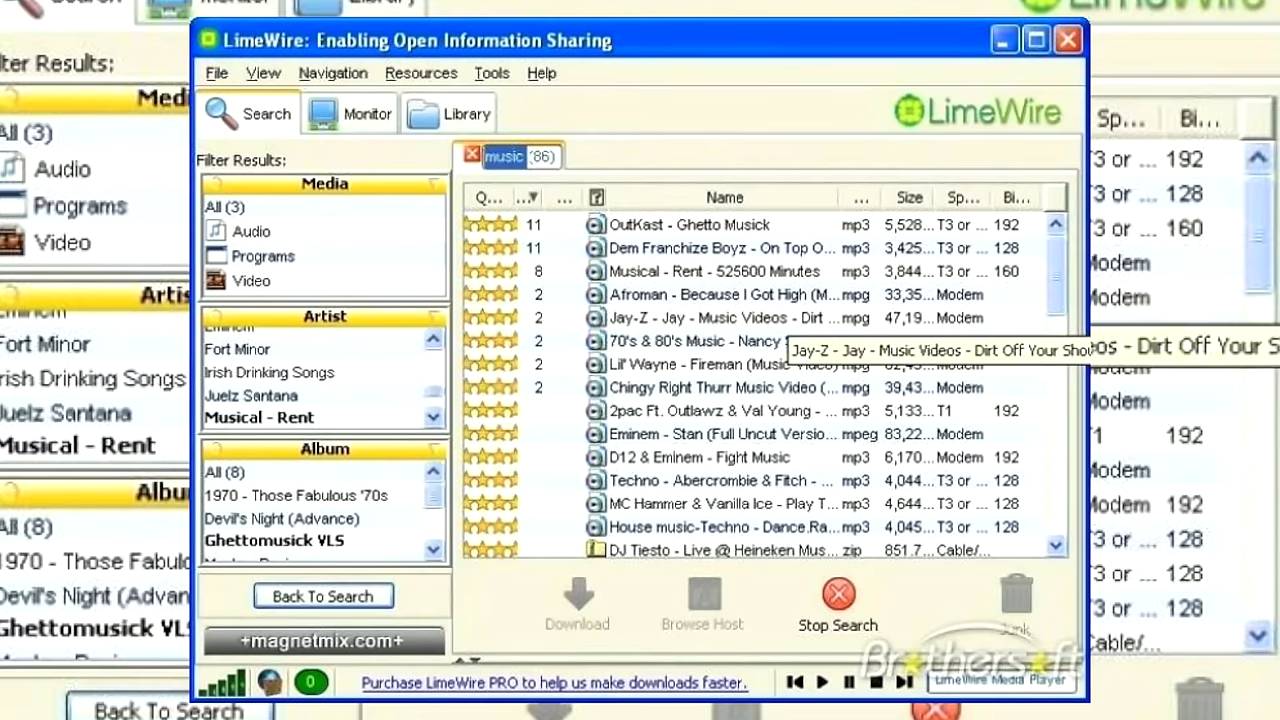 LimeWire: Enabling Open Information Sharing
File View Navigation Resources Tools Help
Search Monitor Library
LimeWire
Filter Results:
music (86)
Media
All (3)
Audio
Programs
Video
Artist
Eminem
Fort Minor
Irish Drinking Songs
Juelz Santana
Musical - Rent
Album
All (8)
1970 - Those Fabulous '70s
Devil's Night (Advance)
Ghettomusick VLS
Back To Search
+magnetmix.com+
Q... ... ... ? Name ... Size Sp... Bi...
11 OutKast - Ghetto Musick mp3 5,528... T3 or ... 192
11 Dem Franchize Boyz - On Top O... mp3 3,425... T3 or ... 128
8 Musical - Rent - 525600 Minutes mp3 3,844... T3 or ... 160
2 Afroman - Because I Got High (M... mpg 33,35... Modem
2 Jay-Z - Jay - Music Videos - Dirt ... mpg 47,19... Modem
2 70's & 80's Music - Nancy
Jay-Z - Jay - Music Videos - Dirt Off Your Shou
2 Lil' Wayne - Fireman (Music Modem
2 Chingy Right Thurr Music Video (... mpg 39,43... Modem
2pac Ft. Outlawz & Val Young - ... mp3 5,133... T1 192
Eminem - Stan (Full Uncut Versio... mpeg 83,22... Modem
D12 & Eminem - Fight Music mp3 6,170... Modem 192
Techno - Abercrombie & Fitch - ... mp3 4,044... T3 or ... 128
MC Hammer & Vanilla Ice - Play T... mp3 4,644... T3 or ... 128
House music-Techno - Dance.Ra... mp3 4,045... T3 or ... 128
DJ Tiesto - Live @ Heineken Mus... zip 851.7... Cable/...
Download Browse Host Stop Search Junk
Brothersoft
0 Purchase LimeWire PRO to help us make downloads faster. LimeWire Media Player